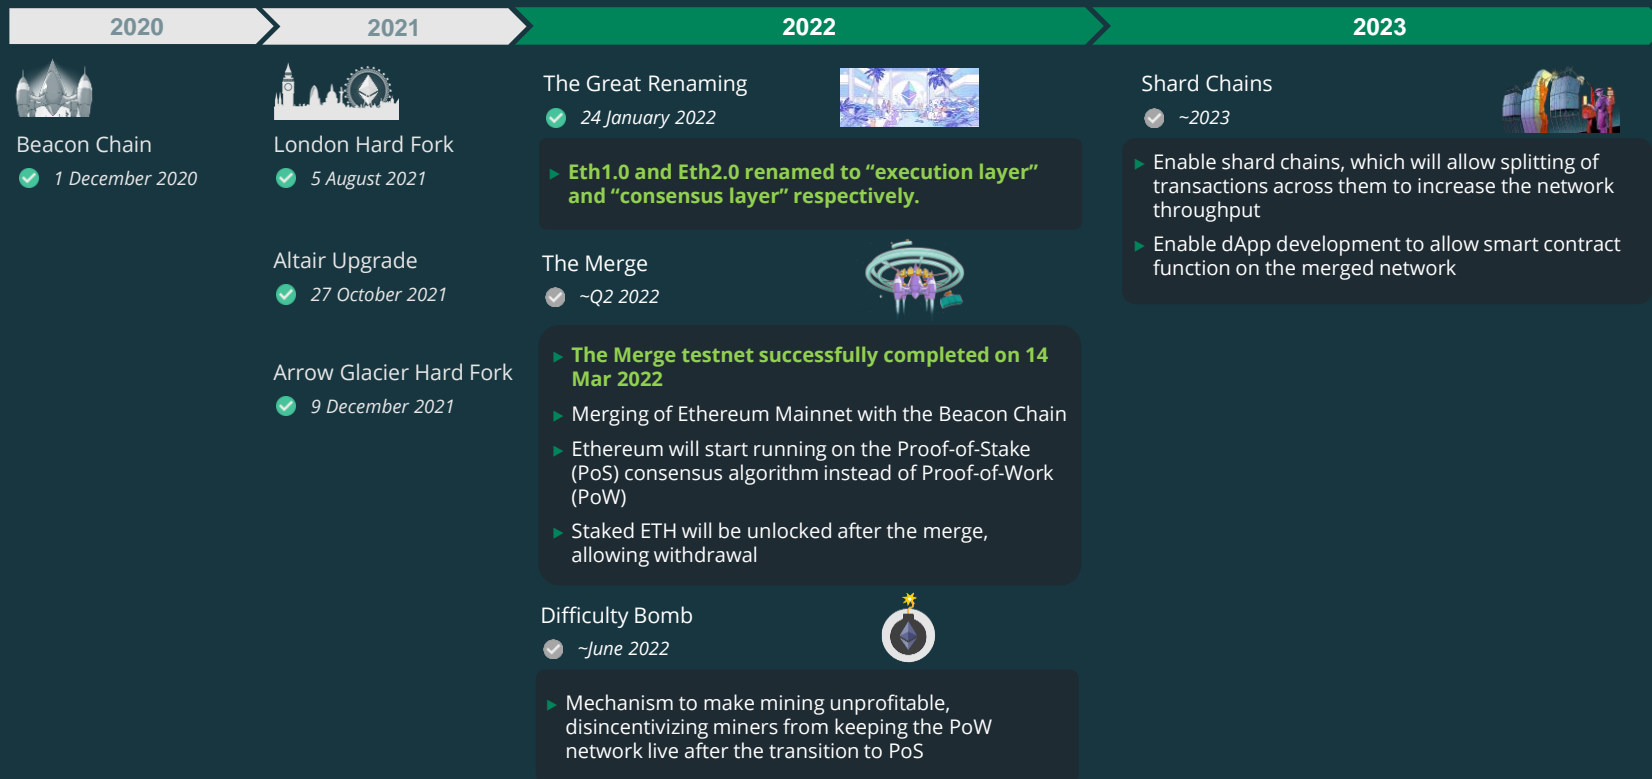 2020
2021
2022
2023
Beacon Chain
1 December 2020
London Hard Fork
5 August 2021
Altair Upgrade
27 October 2021
Arrow Glacier Hard Fork
9 December 2021
The Great Renaming
24 January 2022
Eth1.0 and Eth2.0 renamed to “execution layer”
and “consensus layer” respectively.
The Merge
~Q2 2022
The Merge testnet successfully completed on 14
Mar 2022
Merging of Ethereum Mainnet with the Beacon Chain
Ethereum will start running on the Proof-of-Stake
(PoS) consensus algorithm instead of Proof-of-Work
(PoW)
Staked ETH will be unlocked after the merge,
allowing withdrawal
Difficulty Bomb
~June 2022
Mechanism to make mining unprofitable,
disincentivizing miners from keeping the PoW
network live after the transition to PoS
Shard Chains
~2023
Enable shard chains, which will allow splitting of
transactions across them to increase the network
throughput
Enable dApp development to allow smart contract
function on the merged network